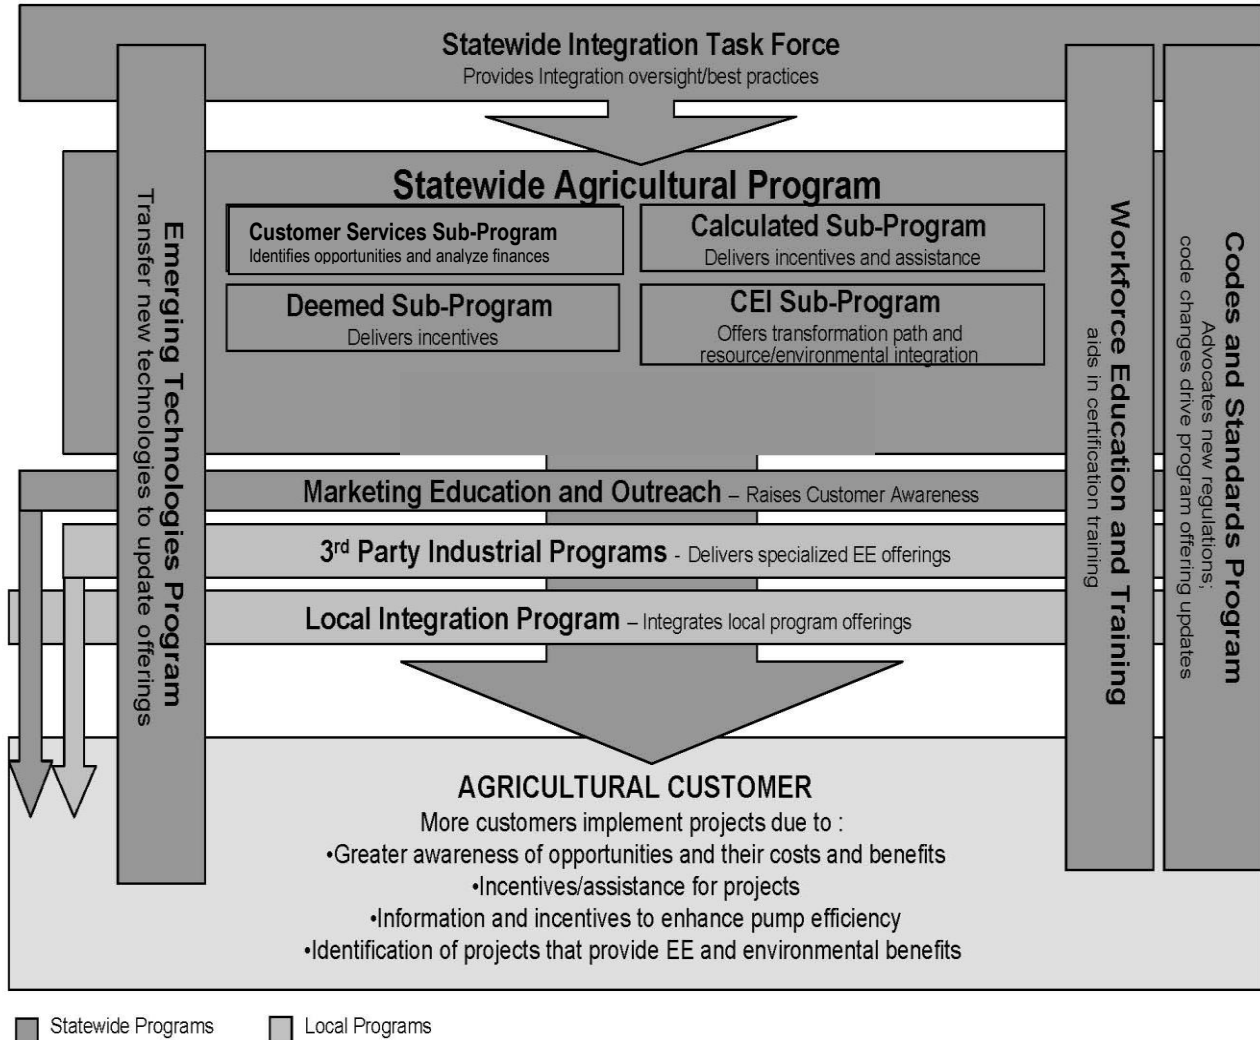 Statewide Integration Task Force
Provides Integration oversight/best practices
Statewide Agricultural Program
Customer Services Sub-Program
Identifies opportunities and analyze finances
Calculated Sub-Program
Delivers incentives and assistance
Deemed Sub-Program
Delivers incentives
CEI Sub-Program
Offers transformation path and
resource/environmental integration
Emerging Technologies Program
Transfer new technologies to update offerings
Workforce Education and Training
aids in certification training
Codes and Standards Program
Advocates new regulations;
code changes drive program offering updates
Marketing Education and Outreach – Raises Customer Awareness
3rd Party Industrial Programs - Delivers specialized EE offerings
Local Integration Program – Integrates local program offerings
AGRICULTURAL CUSTOMER
More customers implement projects due to :
•Greater awareness of opportunities and their costs and benefits
•Incentives/assistance for projects
•Information and incentives to enhance pump efficiency
•Identification of projects that provide EE and environmental benefits
Statewide Programs
Local Programs